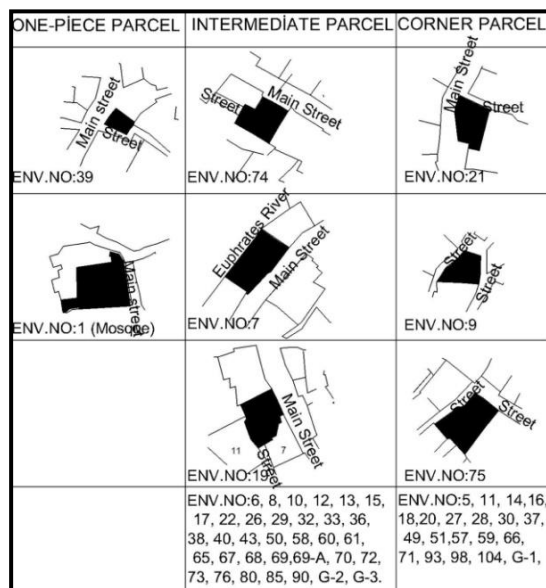 ONE-PİECE PARCEL
INTERMEDİATE PARCEL
CORNER PARCEL
Main street
Street
ENV.NO:39
Street
Main Street
ENV.NO:74
Main Street
Street
ENV.NO:21
Main street
ENV.NO:1 (Mosque)
Euphrates River
Main Street
ENV.NO:7
Street
Street
ENV.NO:9
Main Street
11
7
Street
ENV.NO:19
Street
Street
ENV.NO:75
ENV.NO:6, 8, 10, 12, 13, 15,
17, 22, 26, 29, 32, 33, 36,
38, 40, 43, 50, 58, 60, 61,
65, 67, 68, 69,69-A, 70, 72,
73, 76, 80, 85, 90, G-2, G-3.
ENV.NO:5, 11, 14,16,
18,20, 27, 28, 30, 37,
49, 51,57, 59, 66,
71, 93, 98, 104, G-1,